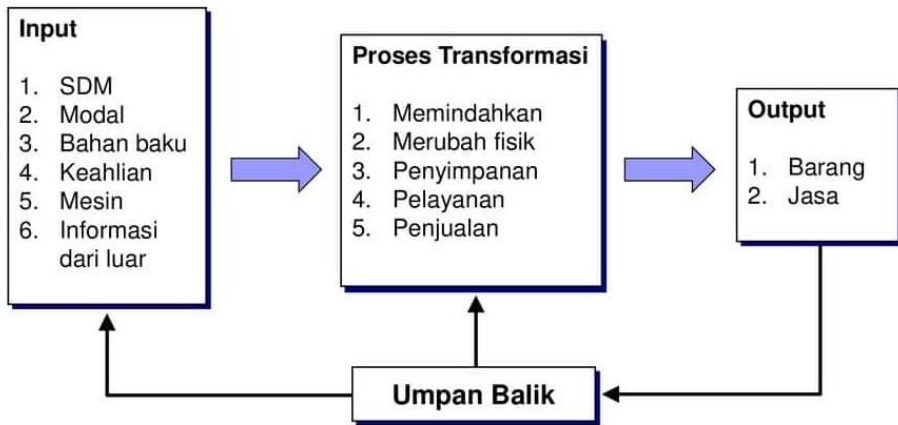 Input
1. SDM
2. Modal
3. Bahan baku
4. Keahlian
5. Mesin
6. Informasi
dari luar
Proses Transformasi
1. Memindahkan
2. Merubah fisik
3. Penyimpanan
4. Pelayanan
5. Penjualan
Output
1. Barang
2. Jasa
Umpan Balik